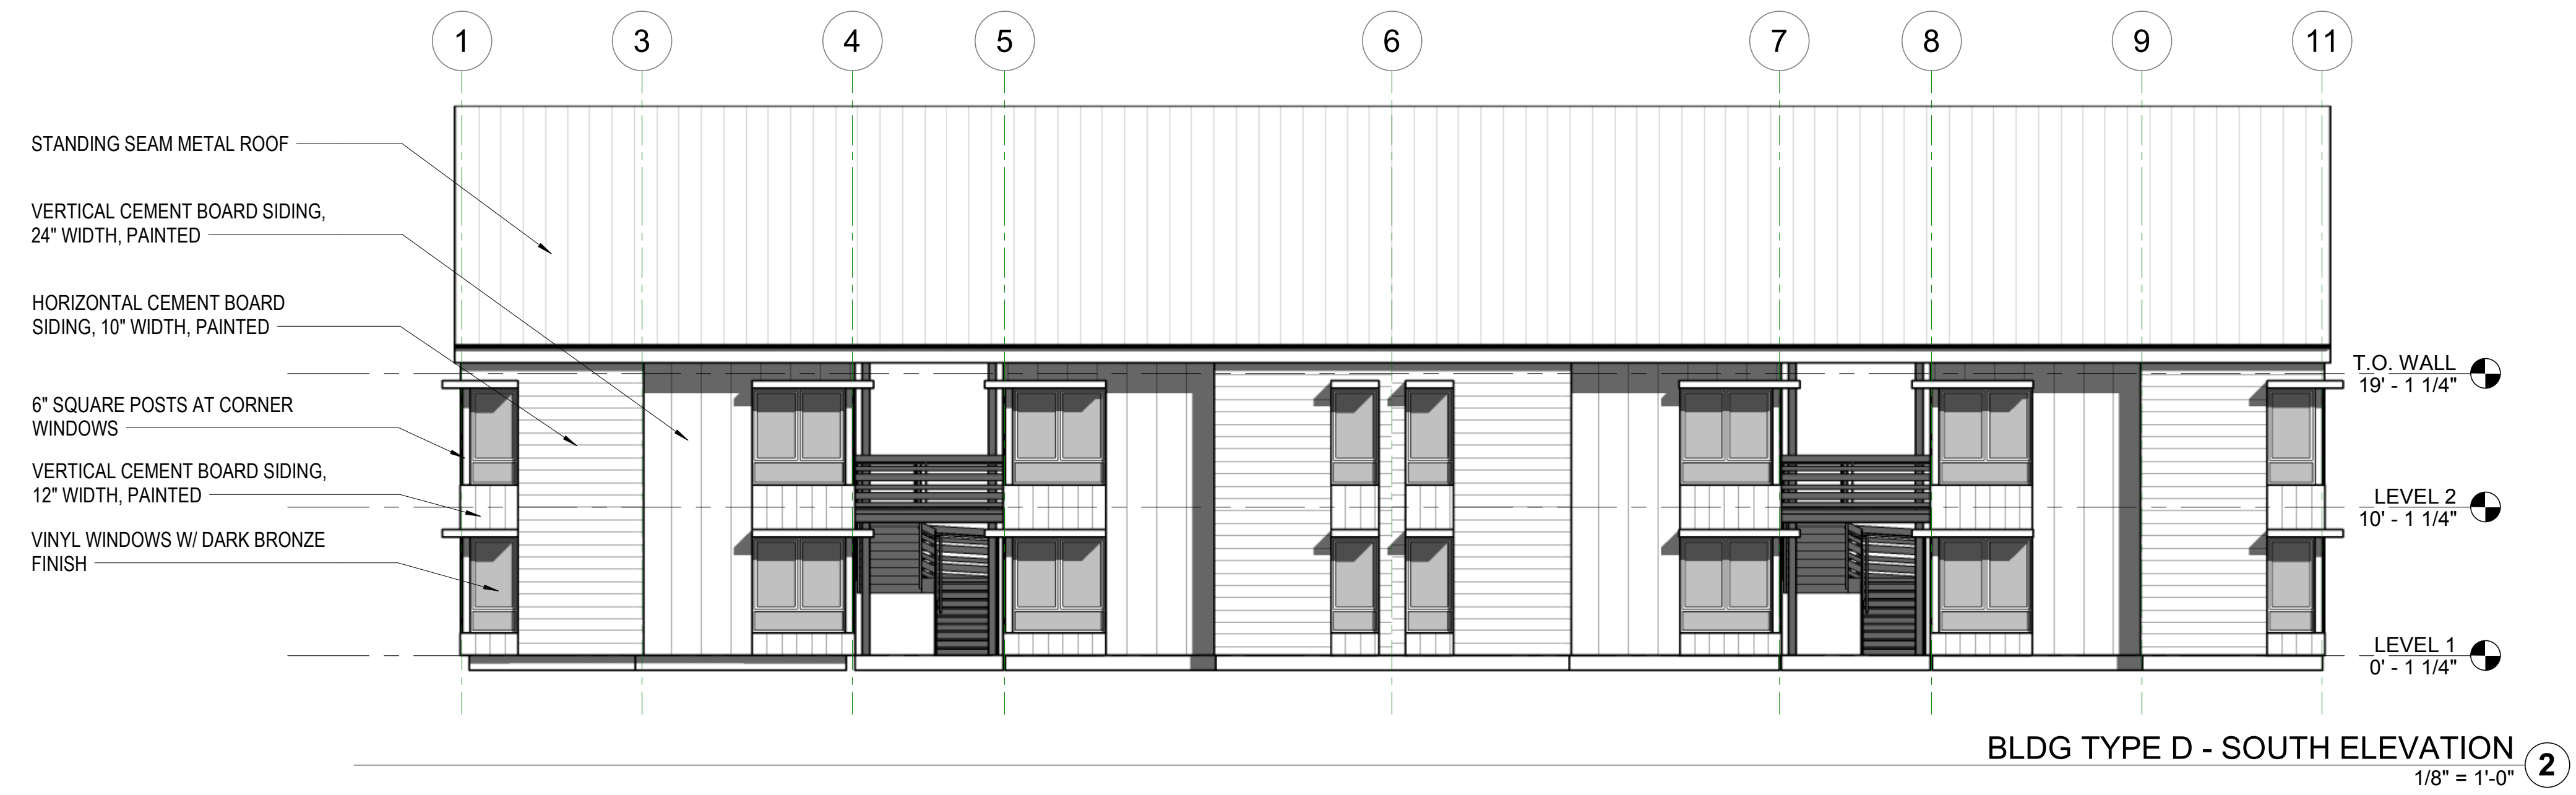 1 3 4 5 6 7 8 9 11
STANDING SEAM METAL ROOF
VERTICAL CEMENT BOARD SIDING,
24" WIDTH, PAINTED
HORIZONTAL CEMENT BOARD
SIDING, 10" WIDTH, PAINTED
6" SQUARE POSTS AT CORNER
WINDOWS
VERTICAL CEMENT BOARD SIDING,
12" WIDTH, PAINTED
VINYL WINDOWS W/ DARK BRONZE
FINISH
T.O. WALL
19' - 1 1/4"
LEVEL 2
10' - 1 1/4"
LEVEL 1
0' - 1 1/4"
BLDG TYPE D - SOUTH ELEVATION
1/8" = 1'-0"
2